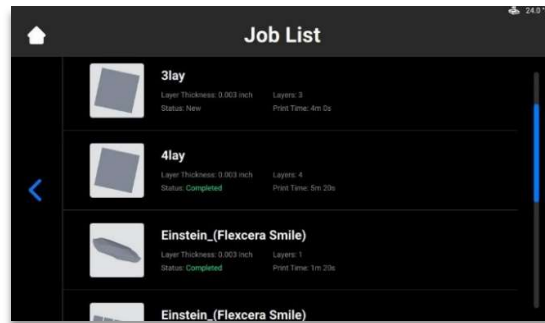 24.0°
Job List
3lay
Layer Thickness: 0.003 inch Layers: 3
Status: New Print Time: 4m 0s
4lay
Layer Thickness: 0.003 inch Layers: 4
Status: Completed Print Time: 5m 20s
Einstein_(Flexcera Smile)
Layer Thickness: 0.003 inch Layers: 1
Status: Completed Print Time: 1m 20s
Einstein_(Flexcera Smile)